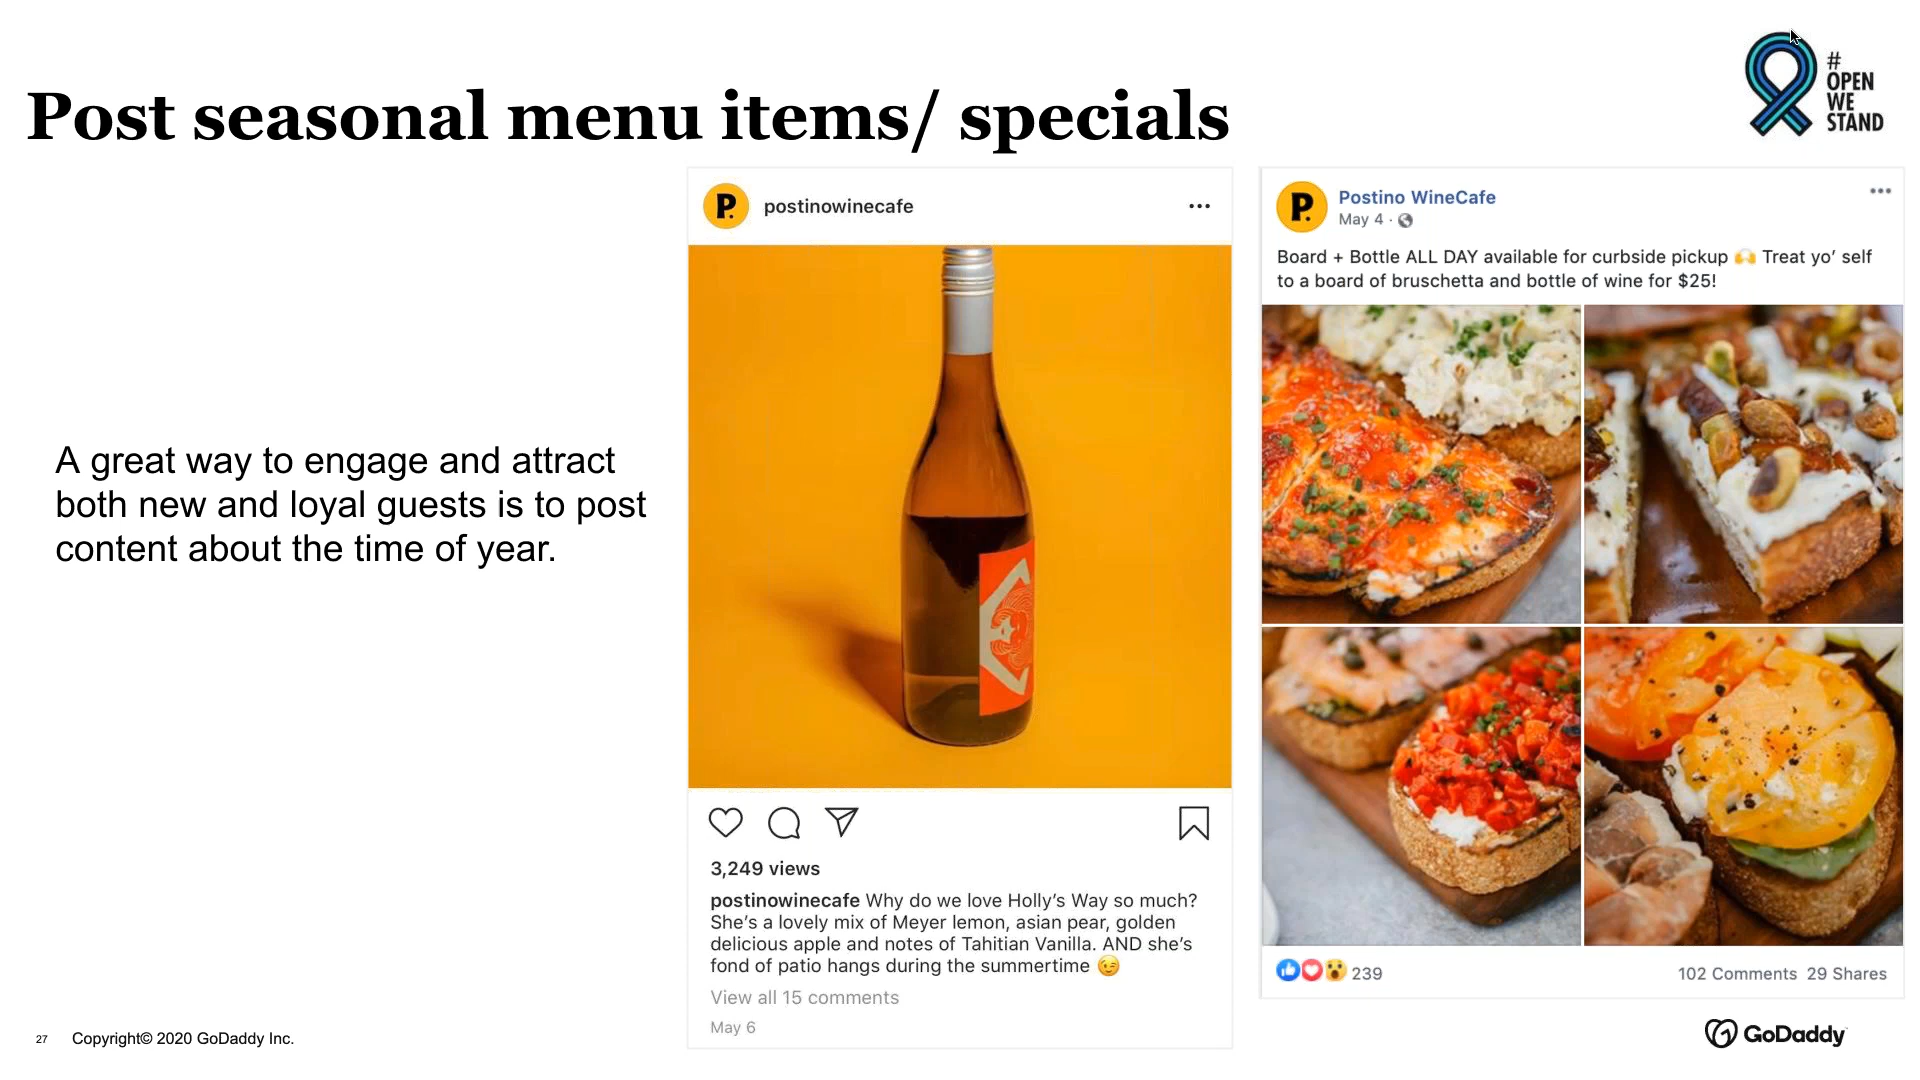 Post seasonal menu items/ specials
#
OPEN
WE
STAND
A great way to engage and attract
both new and loyal guests is to post
content about the time of year.
P.
postinowinecafe
3,249 views
postinowinecafe Why do we love Holly's Way so much?
She's a lovely mix of Meyer lemon, asian pear, golden
delicious apple and notes of Tahitian Vanilla. AND she's
fond of patio hangs during the summertime 😉
View all 15 comments
May 6
P.
Postino WineCafe
May 4 ·
Board + Bottle ALL DAY available for curbside pickup 🙌 Treat yo' self
to a board of bruschetta and bottle of wine for $25!
239
102 Comments 29 Shares
27 Copyright© 2020 GoDaddy Inc.
GoDaddy